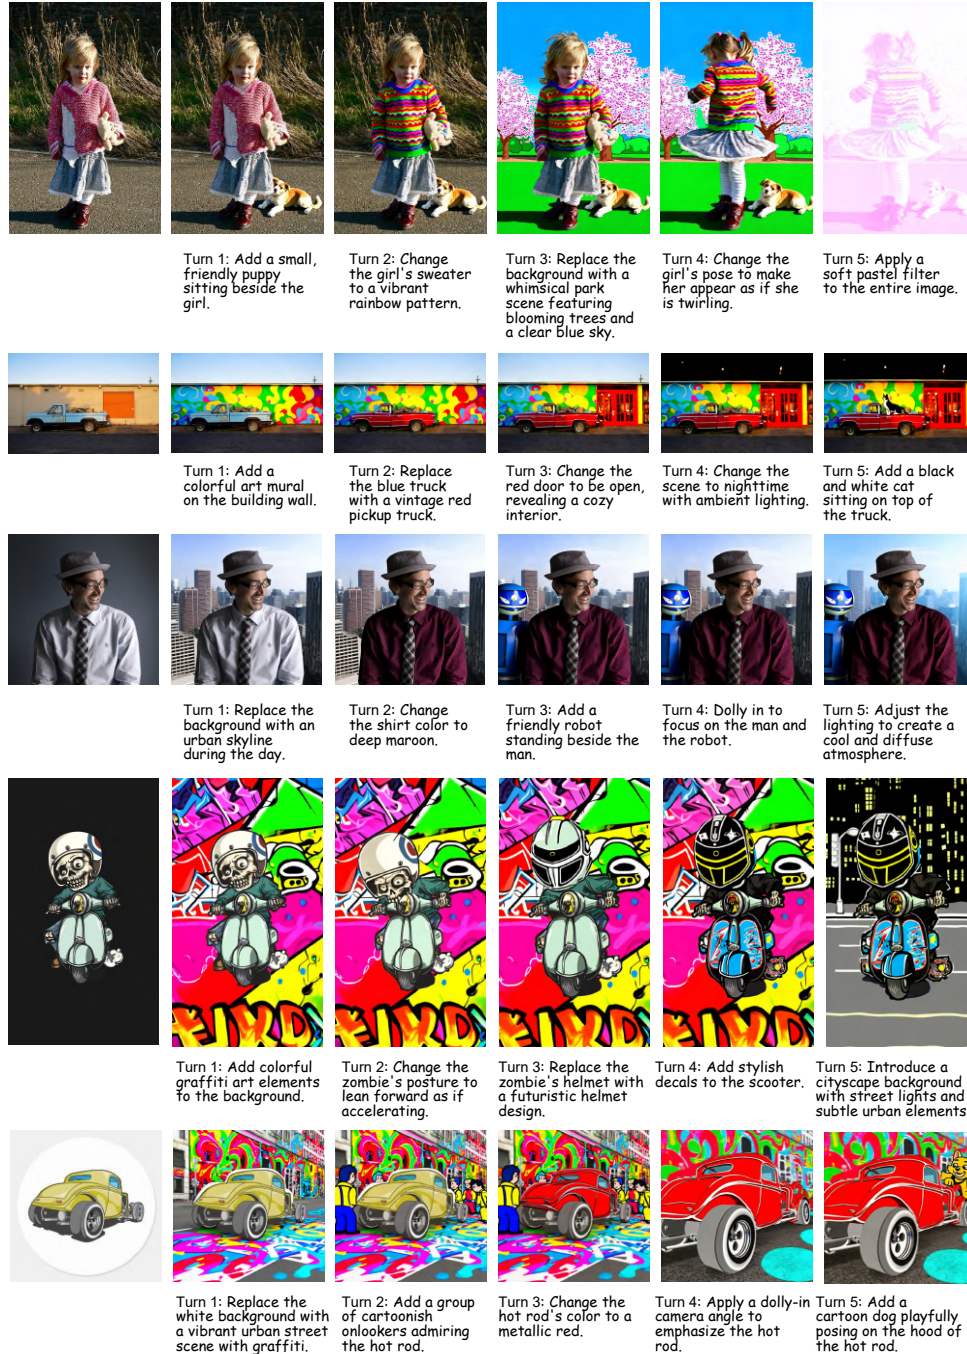 Turn 1: Add a small,
friendly puppy
sitting beside the
girl.
Turn 2: Change
the girl's sweater
to a vibrant
rainbow pattern.
Turn 3: Replace the
background with a
whimsical park
scene featuring
blooming trees and
a clear blue sky.
Turn 4: Change the
girl's pose to make
her appear as if she
is twirling.
Turn 5: Apply a
soft pastel filter
to the entire image.
Turn 1: Add a
colorful art mural
on the building wall.
Turn 2: Replace
the blue truck
with a vintage red
pickup truck.
Turn 3: Change the
red door to be open,
revealing a cozy
interior.
Turn 4: Change the
scene to nighttime
with ambient lighting.
Turn 5: Add a black
and white cat
sitting on top of
the truck.
Turn 1: Replace the
background with an
urban skyline
during the day.
Turn 2: Change
the shirt color to
deep maroon.
Turn 3: Add a
friendly robot
standing beside the
man.
Turn 4: Dolly in to
focus on the man and
the robot.
Turn 5: Adjust the
lighting to create a
cool and diffuse
atmosphere.
Turn 1: Add colorful
graffiti art elements
to the background.
Turn 2: Change the
zombie's posture to
lean forward as if
accelerating.
Turn 3: Replace the
zombie's helmet with
a futuristic helmet
design.
Turn 4: Add stylish
decals to the scooter.
Turn 5: Introduce a
cityscape background
with street lights and
subtle urban elements
Turn 1: Replace the
white background with
a vibrant urban street
scene with graffiti.
Turn 2: Add a group
of cartoonish
onlookers admiring
the hot rod.
Turn 3: Change the
hot rod's color to a
metallic red.
Turn 4: Apply a dolly-in
camera angle to
emphasize the hot
rod.
Turn 5: Add a
cartoon dog playfully
posing on the hood of
the hot rod.